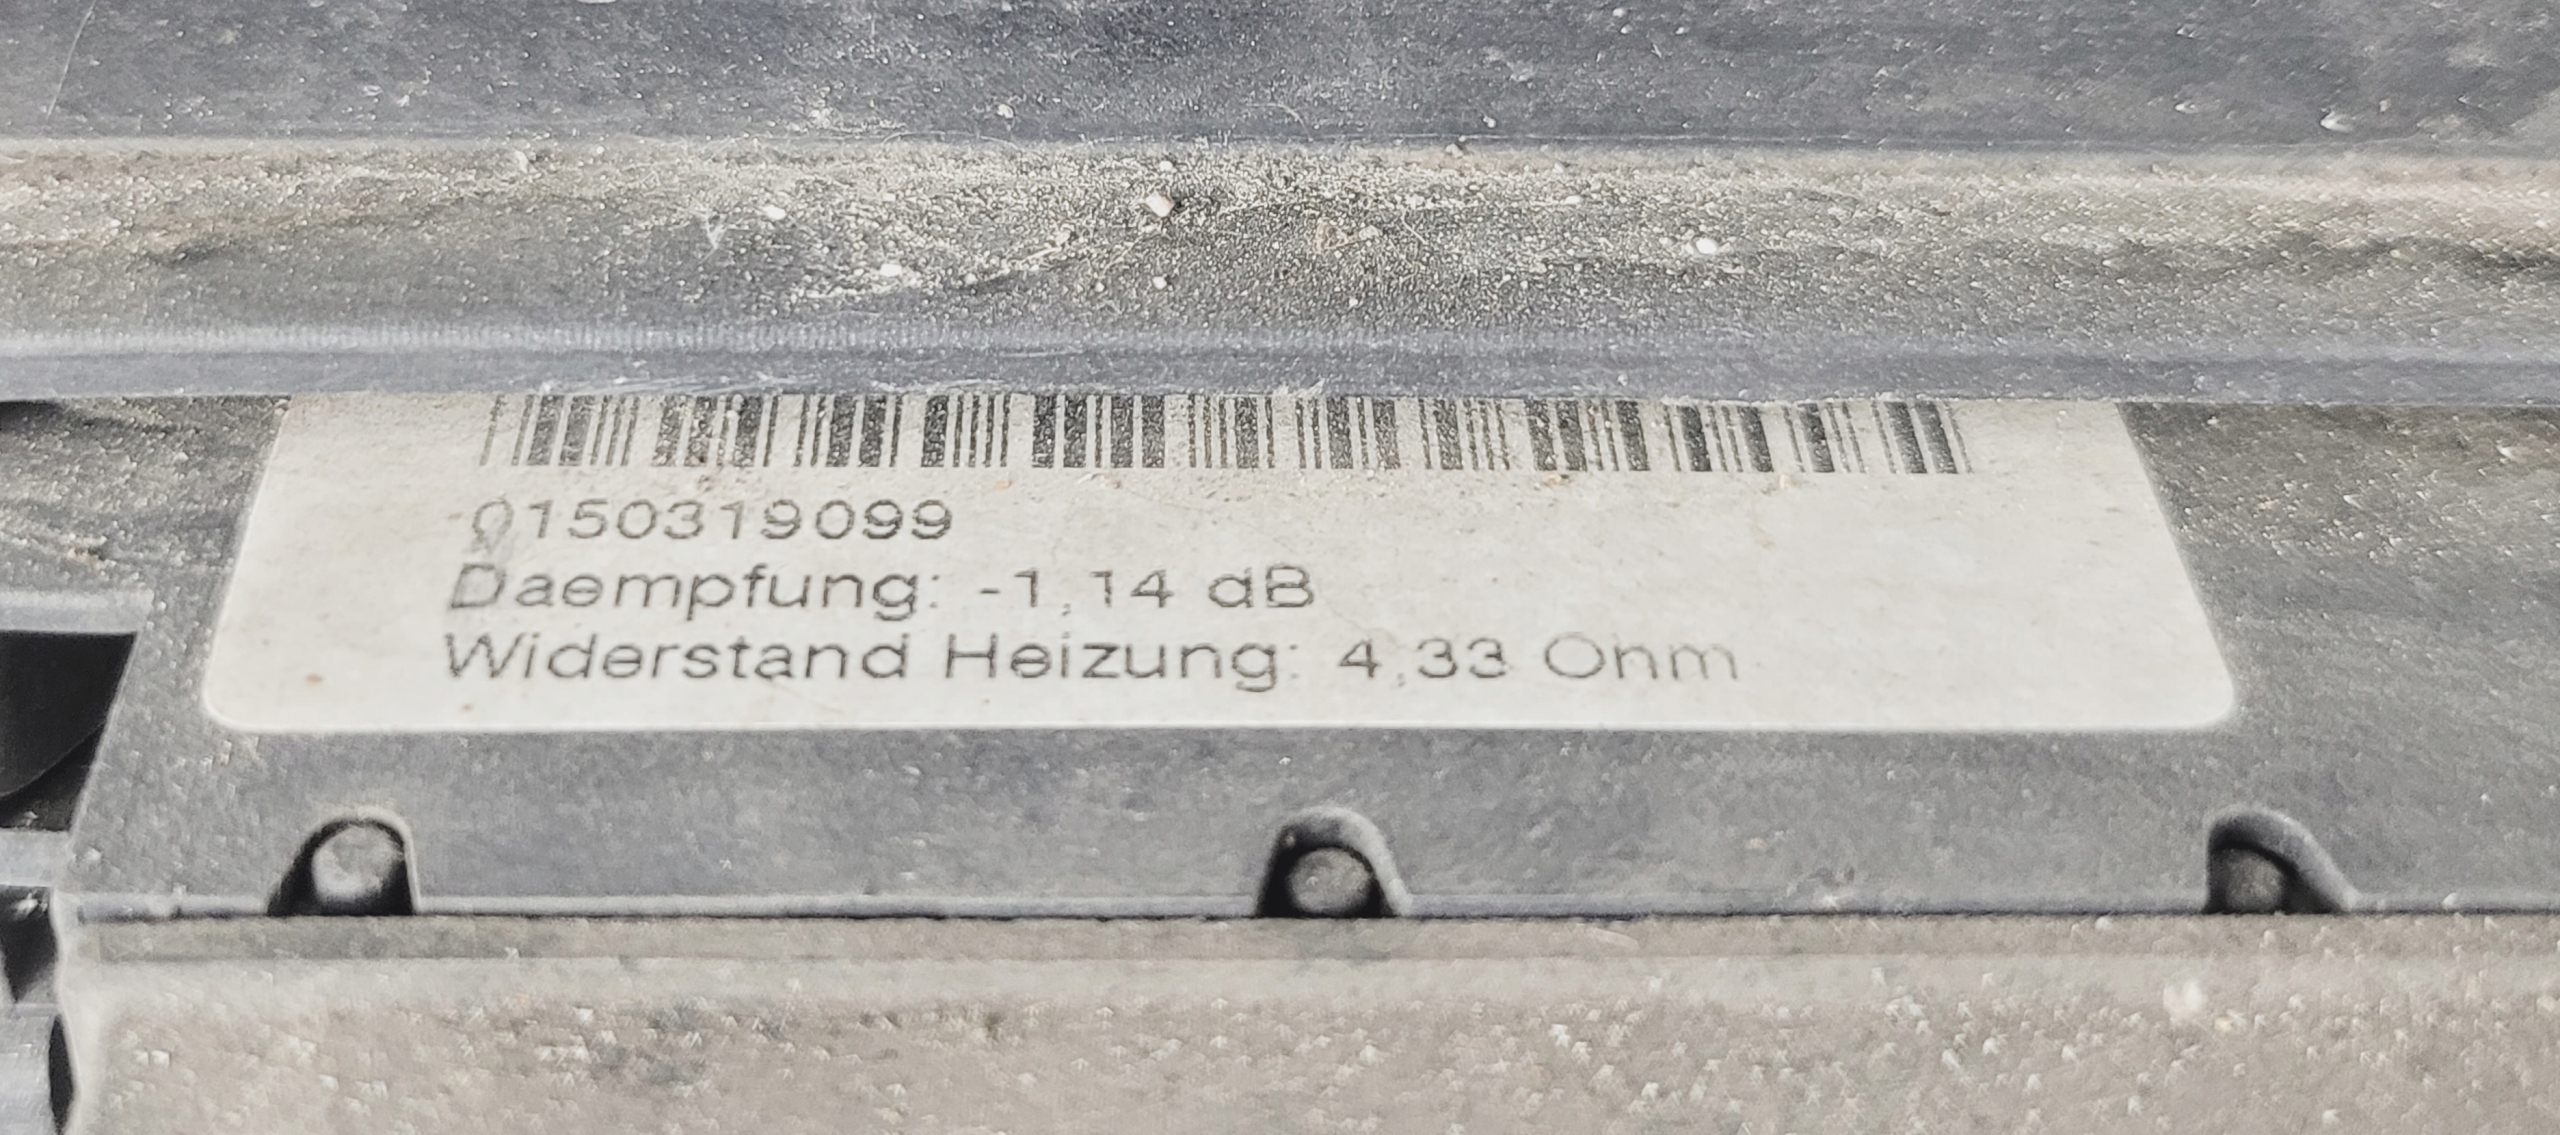 0150319099
Daempfung: -1,14 dB
Widerstand Heizung: 4,33 Ohm